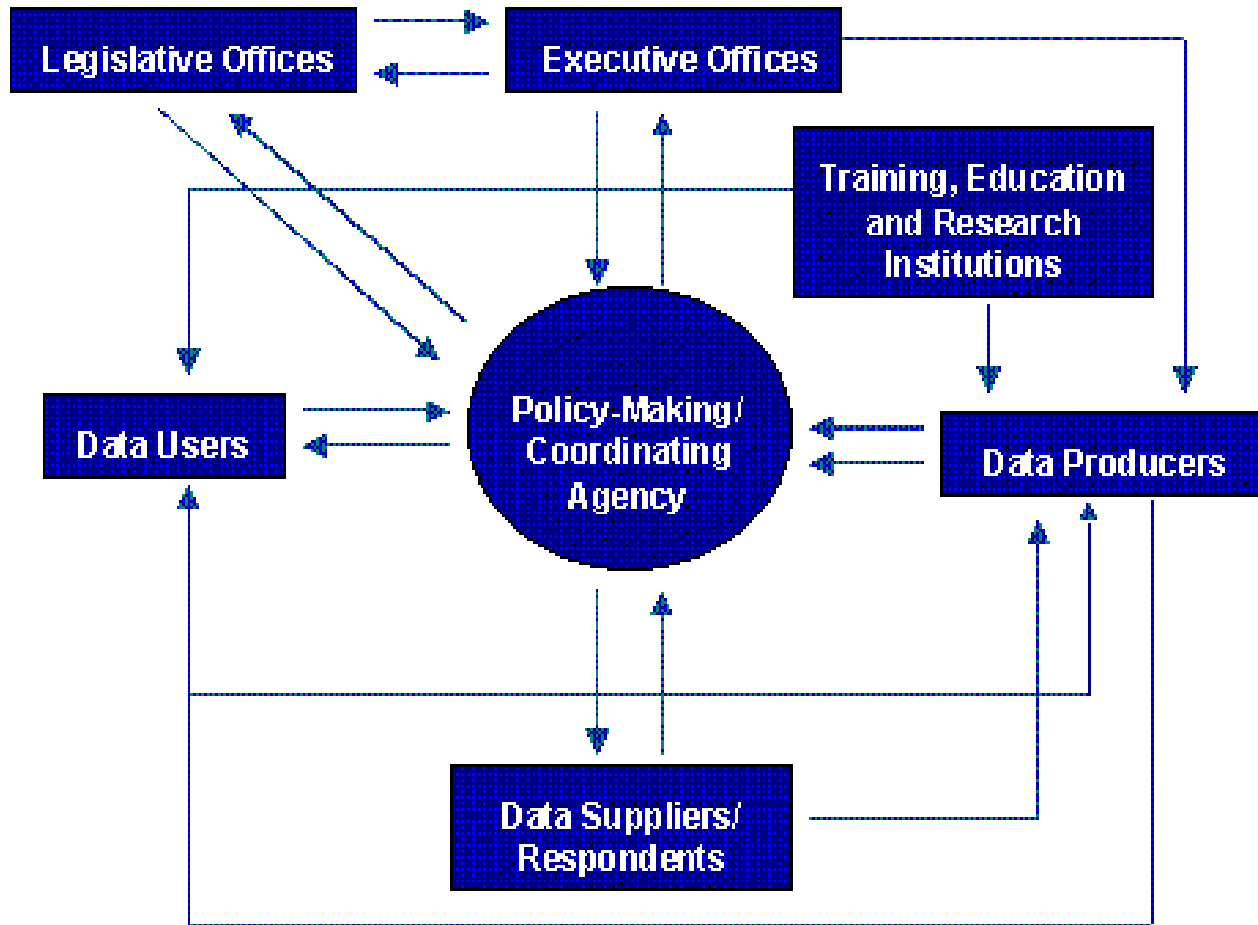 Legislative Offices
Executive Offices
Training, Education
and Research
Institutions
Data Users
Policy-Making/
Coordinating
Agency
Data Producers
Data Suppliers/
Respondents